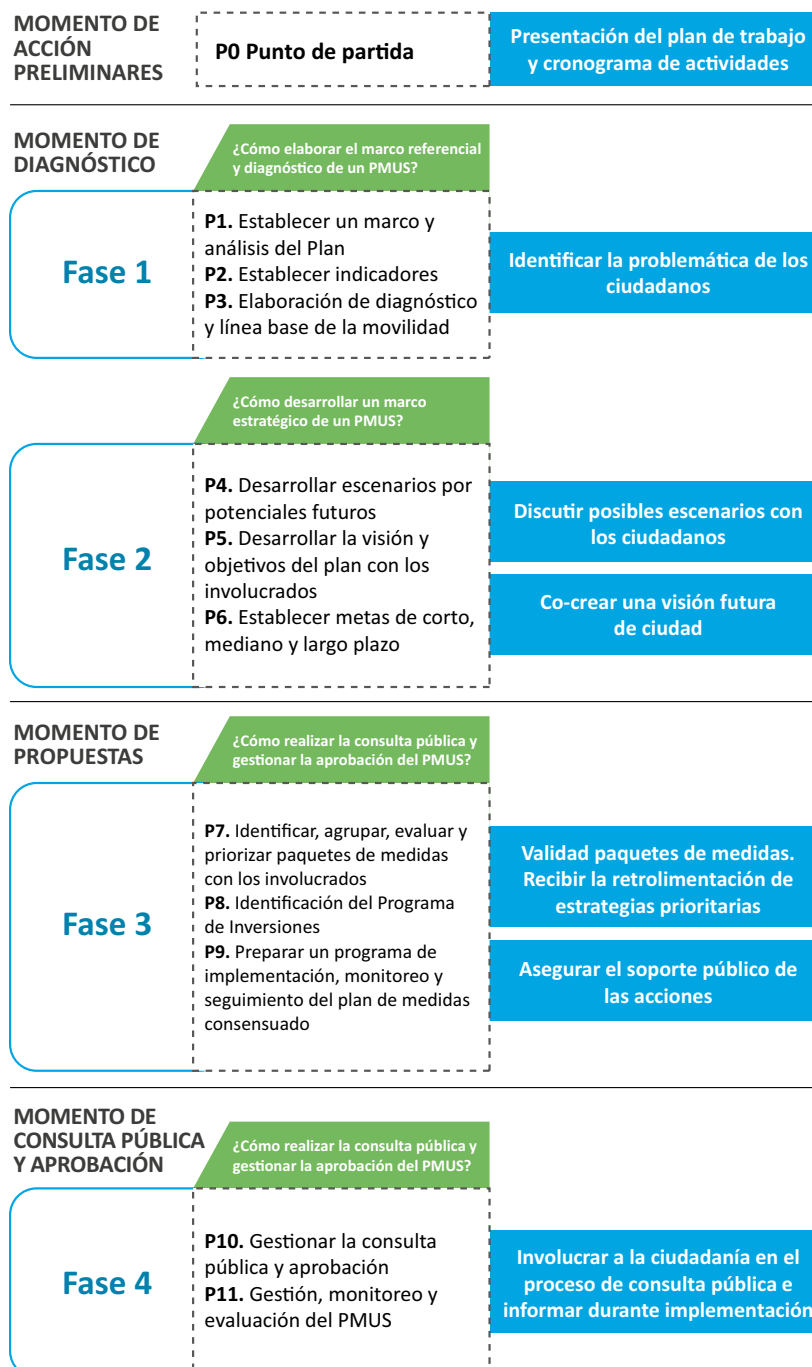 MOMENTO DE
ACCIÓN
PRELIMINARES
P0 Punto de partida
Presentación del plan de trabajo
y cronograma de actividades
MOMENTO DE
DIAGNÓSTICO
¿Cómo elaborar el marco referencial
y diagnóstico de un PMUS?
Fase 1
P1. Establecer un marco y
análisis del Plan
P2. Establecer indicadores
P3. Elaboración de diagnóstico
y línea base de la movilidad
Identificar la problemática de los
ciudadanos
¿Cómo desarrollar un marco
estratégico de un PMUS?
Fase 2
P4. Desarrollar escenarios por
potenciales futuros
P5. Desarrollar la visión y
objetivos del plan con los
involucrados
P6. Establecer metas de corto,
mediano y largo plazo
Discutir posibles escenarios con
los ciudadanos
Co-crear una visión futura
de ciudad
MOMENTO DE
PROPUESTAS
¿Cómo realizar la consulta pública y
gestionar la aprobación del PMUS?
Fase 3
P7. Identificar, agrupar, evaluar y
priorizar paquetes de medidas
con los involucrados
P8. Identificación del Programa
de Inversiones
P9. Preparar un programa de
implementación, monitoreo y
seguimiento del plan de medidas
consensuado
Validad paquetes de medidas.
Recibir la retrolimentación de
estrategias prioritarias
Asegurar el soporte público de
las acciones
MOMENTO DE
CONSULTA PÚBLICA
Y APROBACIÓN
¿Cómo realizar la consulta pública y
gestionar la aprobación del PMUS?
Fase 4
P10. Gestionar la consulta
pública y aprobación
P11. Gestión, monitoreo y
evaluación del PMUS
Involucrar a la ciudadanía en el
proceso de consulta pública e
informar durante implementación